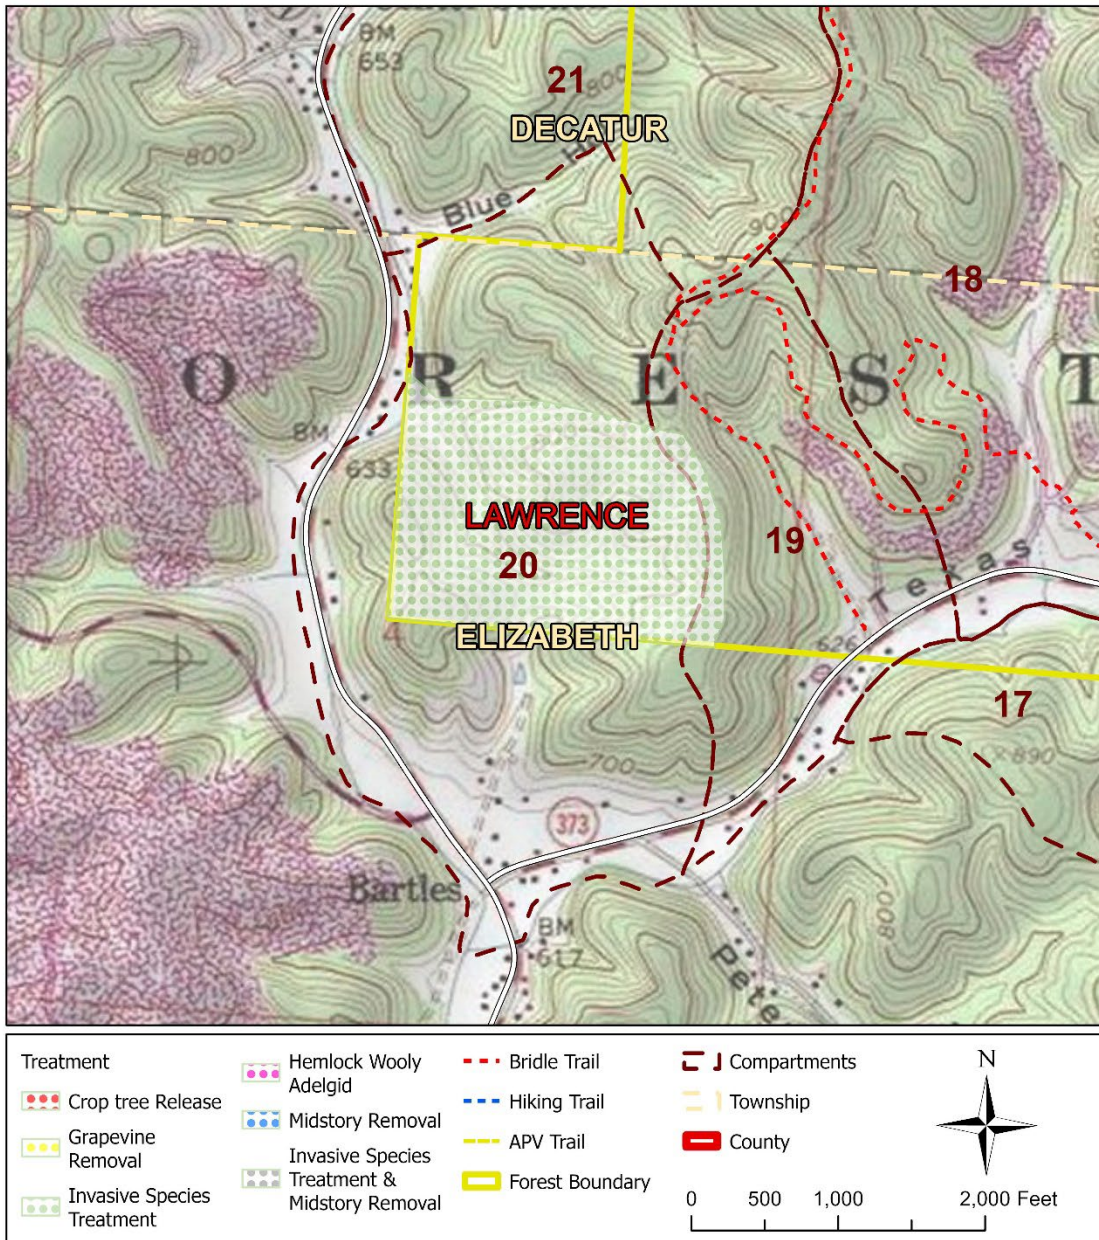 BM
653
21
800
DECATUR
800
Blue
900
18
O R E S T
BM
633
LAWRENCE
20
19
Texas
636
4
ELIZABETH
17
700
890
373
Bartles
800
BM
617
Pete
Treatment
Crop tree Release
Grapevine
Removal
Invasive Species
Treatment
Hemlock Wooly
Adelgid
Midstory Removal
Invasive Species
Treatment &
Midstory Removal
Bridle Trail
Hiking Trail
APV Trail
Forest Boundary
Compartments
Township
County
N
0 500 1,000 2,000 Feet